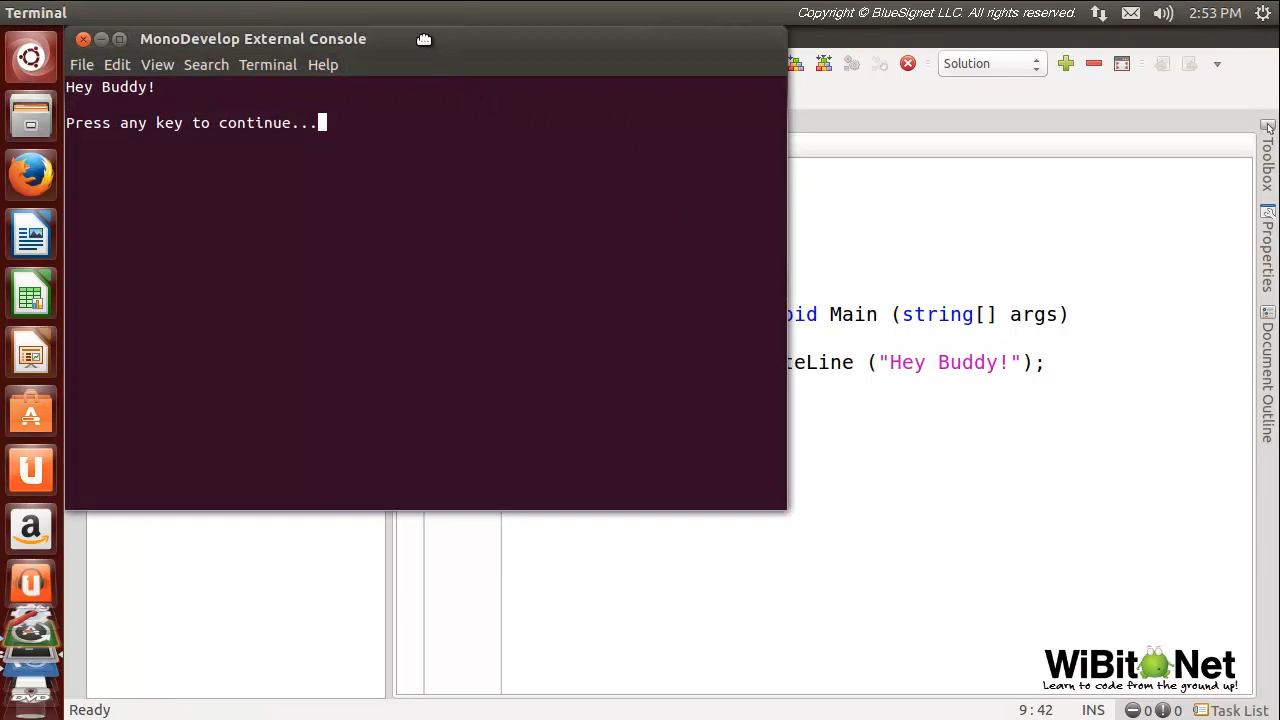 Terminal
Copyright © BlueSignet LLC. All rights reserved.
2:53 PM
MonoDevelop External Console
File Edit View Search Terminal Help
Hey Buddy!
Press any key to continue...
Solution
Toolbox
Properties
Document Outline
oid Main (string[] args)
teLine ("Hey Buddy!");
WiBit Net
Learn to code from the ground up!
Ready
9 : 42
INS
0
0
Task List